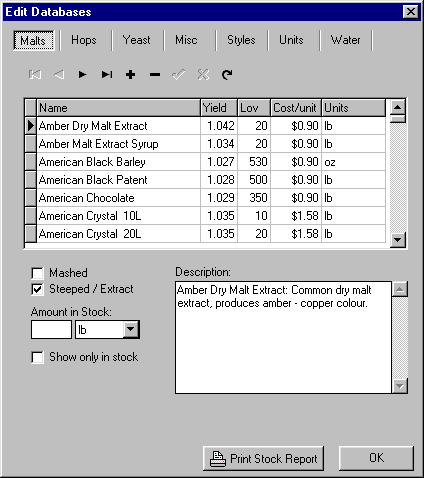 Edit Databases
Malts Hops Yeast Misc Styles Units Water
Name Yield Lov Cost/unit Units
Amber Dry Malt Extract 1.042 20 $0.90 lb
Amber Malt Extract Syrup 1.034 20 $0.90 lb
American Black Barley 1.027 530 $0.90 oz
American Black Patent 1.028 500 $0.90 lb
American Chocolate 1.029 350 $0.90 lb
American Crystal 10L 1.035 10 $1.58 lb
American Crystal 20L 1.035 20 $1.58 lb
Mashed
Steeped / Extract
Amount in Stock:
lb
Show only in stock
Description:
Amber Dry Malt Extract: Common dry malt
extract, produces amber - copper colour.
Print Stock Report
OK